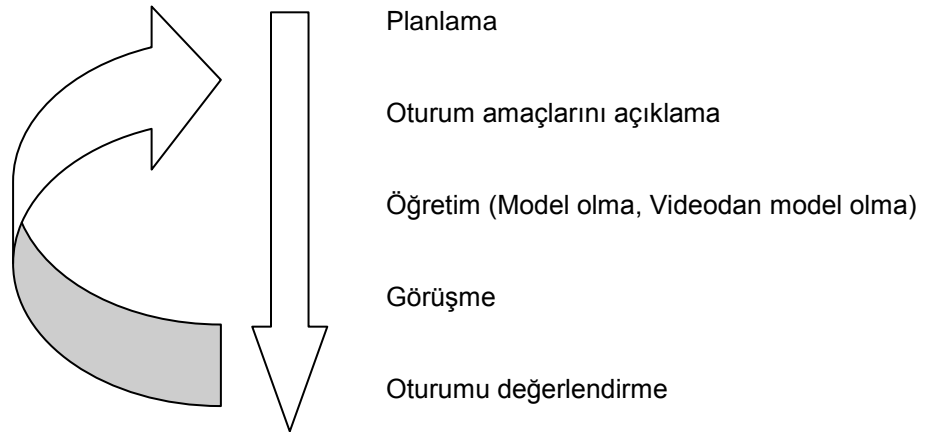 Planlama
Oturum amaçlarını açıklama
Öğretim (Model olma, Videodan model olma)
Görüşme
Oturumu değerlendirme